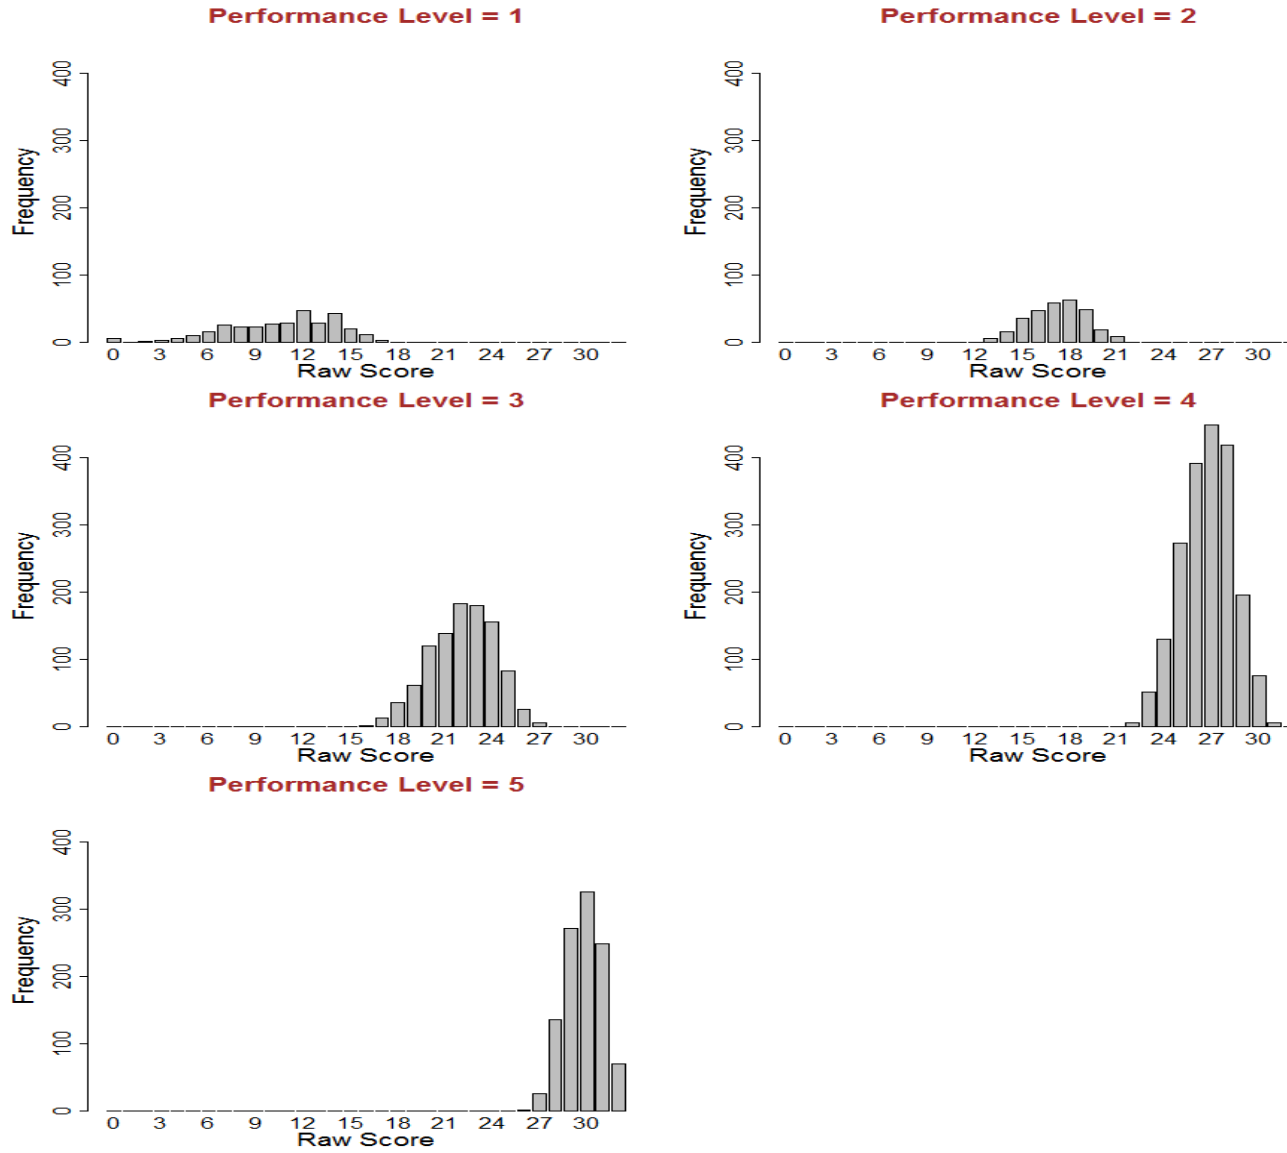 Performance Level = 1
Frequency
400
300
200
100
0
0 3 6 9 12 15 18 21 24 27 30
Raw Score
Performance Level = 2
Frequency
400
300
200
100
0
0 3 6 9 12 15 18 21 24 27 30
Raw Score
Performance Level = 3
Frequency
400
300
200
100
0
0 3 6 9 12 15 18 21 24 27 30
Raw Score
Performance Level = 4
Frequency
400
300
200
100
0
0 3 6 9 12 15 18 21 24 27 30
Raw Score
Performance Level = 5
Frequency
400
300
200
100
0
0 3 6 9 12 15 18 21 24 27 30
Raw Score